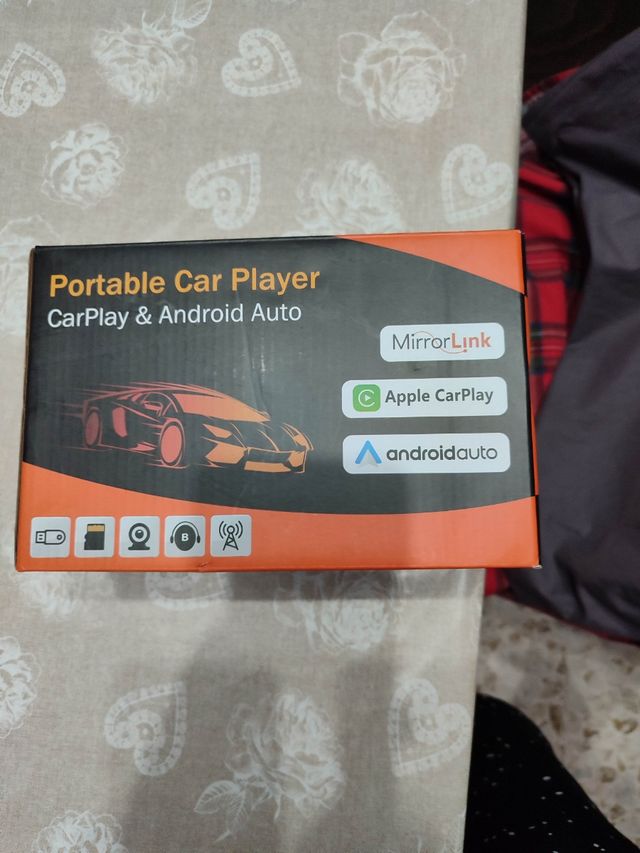 Portable Car Player
CarPlay & Android Auto
MirrorLink
Apple CarPlay
androidauto
B